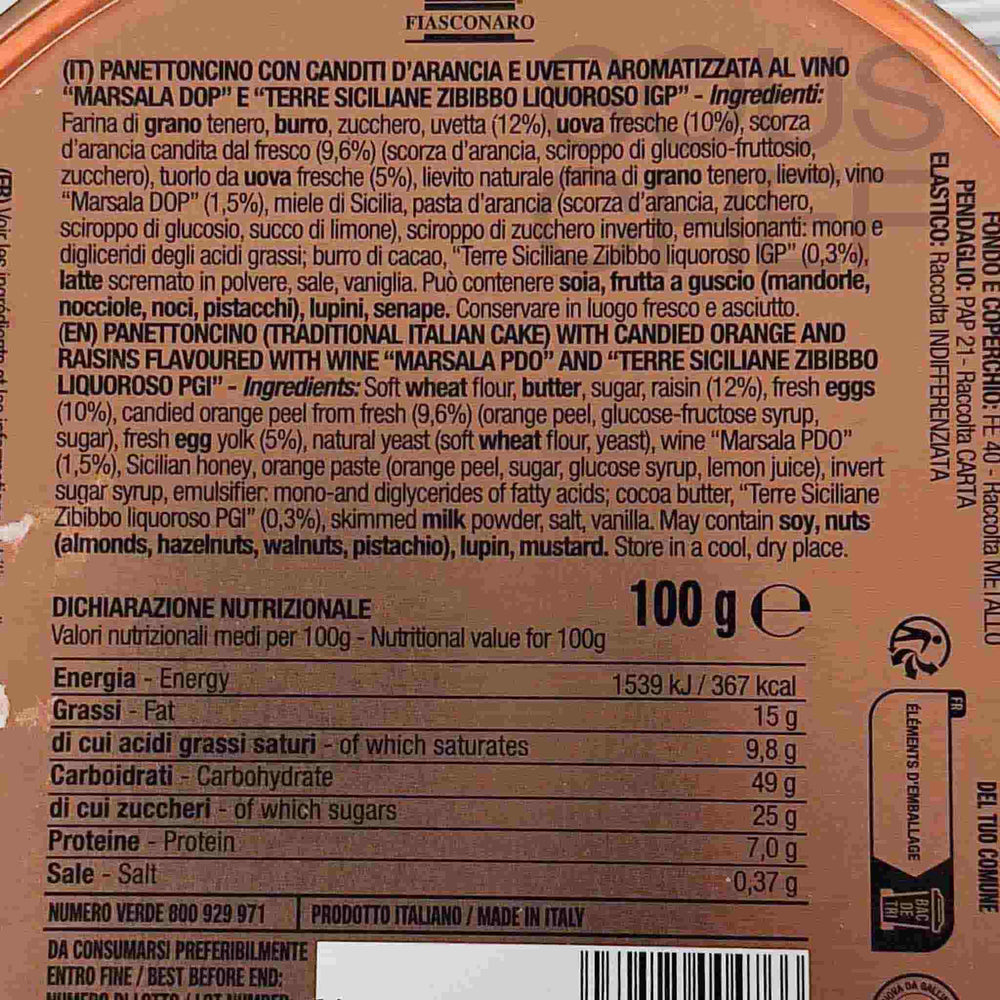 FIASCONARO
(IT) PANETTONCINO CON CANDITI D'ARANCIA E UVETTA AROMATIZZATA AL VINO
“MARSALA DOP” E “TERRE SICILIANE ZIBIBBO LIQUOROSO IGP” - Ingredienti:
Farina di grano tenero, burro, zucchero, uvetta (12%), uova fresche (10%), scorza
d'arancia candita dal fresco (9,6%) (scorza d'arancia, sciroppo di glucosio-fruttosio,
zucchero), tuorlo da uova fresche (5%), lievito naturale (farina di grano tenero, lievito), vino
“Marsala DOP” (1,5%), miele di Sicilia, pasta d'arancia (scorza d'arancia, zucchero,
sciroppo di glucosio, succo di limone), sciroppo di zucchero invertito, emulsionanti: mono e
digliceridi degli acidi grassi; burro di cacao, “Terre Siciliane Zibibbo liquoroso IGP” (0,3%),
latte scremato in polvere, sale, vaniglia. Può contenere soia, frutta a guscio (mandorle,
nocciole, noci, pistacchi), lupini, senape. Conservare in luogo fresco e asciutto.
(EN) PANETTONCINO (TRADITIONAL ITALIAN CAKE) WITH CANDIED ORANGE AND
RAISINS FLAVOURED WITH WINE “MARSALA PDO” AND “TERRE SICILIANE ZIBIBBO
LIQUOROSO PGI” - Ingredients: Soft wheat flour, butter, sugar, raisin (12%), fresh eggs
(10%), candied orange peel from fresh (9,6%) (orange peel, glucose-fructose syrup,
sugar), fresh egg yolk (5%), natural yeast (soft wheat flour, yeast), wine “Marsala PDO”
(1,5%), Sicilian honey, orange paste (orange peel, sugar, glucose syrup, lemon juice), invert
sugar syrup, emulsifier: mono-and diglycerides of fatty acids; cocoa butter, “Terre Siciliane
Zibibbo liquoroso PGI” (0,3%), skimmed milk powder, salt, vanilla. May contain soy, nuts
(almonds, hazelnuts, walnuts, pistachio), lupin, mustard. Store in a cool, dry place.
100 g e
DICHIARAZIONE NUTRIZIONALE
Valori nutrizionali medi per 100g - Nutritional value for 100g
Energia - Energy 1539 kJ / 367 kcal
Grassi - Fat 15 g
di cui acidi grassi saturi - of which saturates 9,8 g
Carboidrati - Carbohydrate 49 g
di cui zuccheri - of which sugars 25 g
Proteine - Protein 7,0 g
Sale - Salt 0,37 g
NUMERO VERDE 800 929 971 PRODOTTO ITALIANO / MADE IN ITALY
DA CONSUMARSI PREFERIBILMENTE
ENTRO FINE / BEST BEFORE END:
NUMERO DI LOTTO / LOT NUMBER
FONDO E COPERCHIO: FE 40 - Raccolta METALLO
PENDAGLIO: PAP 21- Raccolta CARTA
ELASTICO: Raccolta INDIFFERENZIATA
DEL TUO COMUNE
FR
ÉLÉMENTS D'EMBALLAGE
BAC
DE
TRI
(FR) Voir les